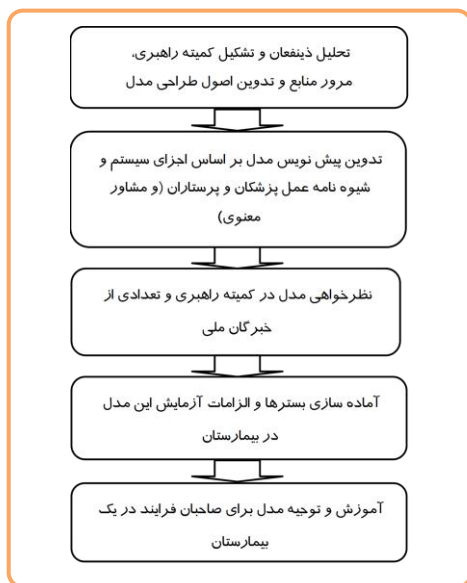 تحلیل ذینفعان و تشکیل کمیته راهبری،
مرور منابع و تدوین اصول طراحی مدل
تدوین پیش نویس مدل بر اساس اجزای سیستم و
شیوه نامه عمل پزشکان و پرستاران (و مشاور
معنوی)
نظرخواهی مدل در کمیته راهبری و تعدادی از
خبرگان ملی
آماده سازی بسترها و الزامات آزمایش این مدل
در بیمارستان
آموزش و توجیه مدل برای صاحبان فرایند در یک
بیمارستان